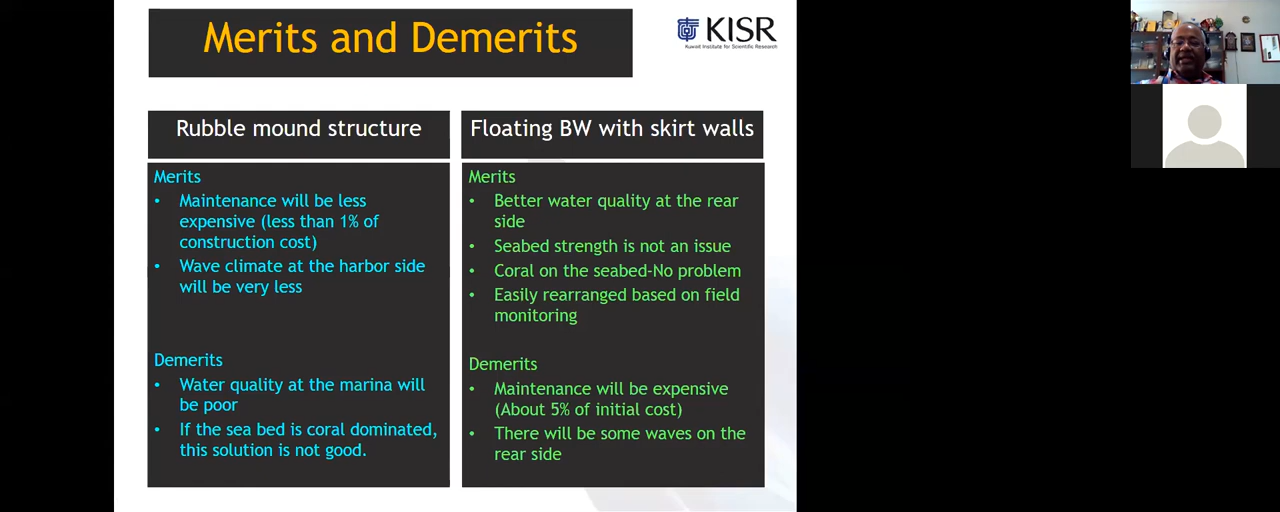 Merits and Demerits
KISR
Kuwait Institute for Scientific Research
Rubble mound structure
Merits
• Maintenance will be less
expensive (less than 1% of
construction cost)
• Wave climate at the harbor side
will be very less
Demerits
• Water quality at the marina will
be poor
• If the sea bed is coral dominated,
this solution is not good.
Floating BW with skirt walls
Merits
• Better water quality at the rear
side
• Seabed strength is not an issue
• Coral on the seabed-No problem
• Easily rearranged based on field
monitoring
Demerits
• Maintenance will be expensive
(About 5% of initial cost)
• There will be some waves on the
rear side